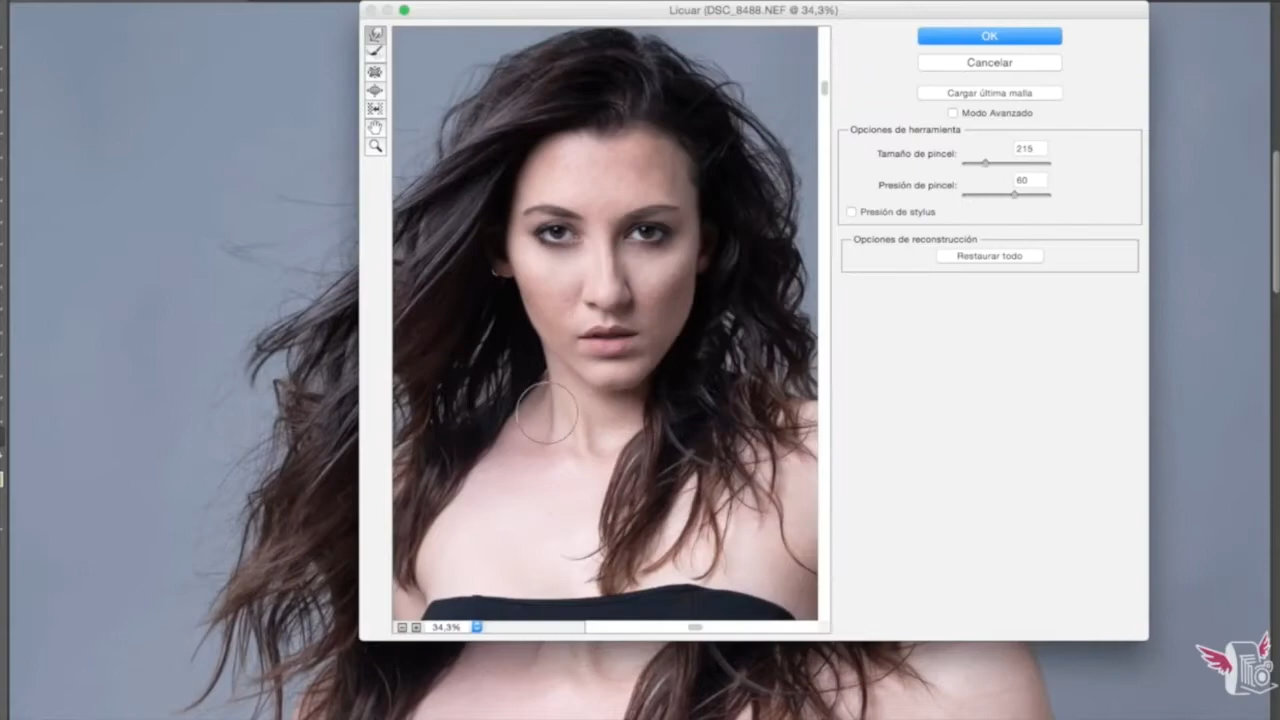 Licuar (DSC_8488.NEF @ 34,3%)
OK
Cancelar
Cargar última malla
Modo Avanzado
Opciones de herramienta
Tamaño de pincel: 215
Presión de pincel: 60
Presión de stylus
Opciones de reconstrucción
Restaurar todo
34,3%